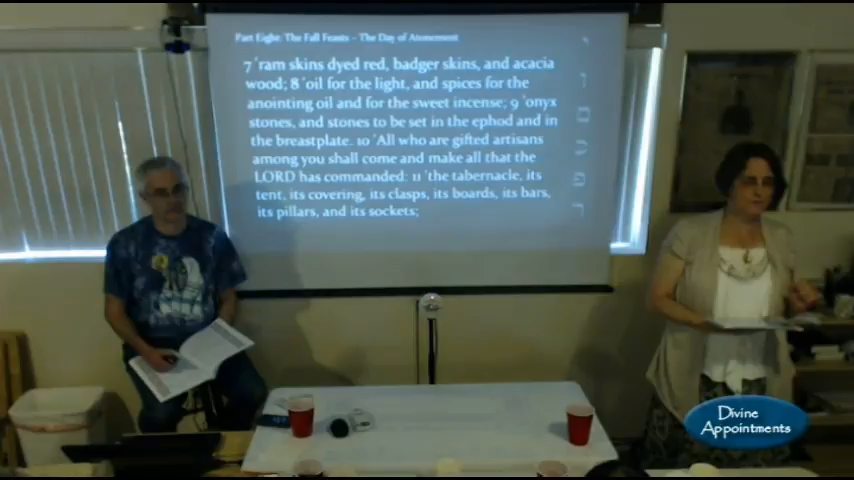 Part Eight: The Fall Feasts – The Day of Atonement
7 'ram skins dyed red, badger skins, and acacia
wood; 8 'oil for the light, and spices for the
anointing oil and for the sweet incense; 9 'onyx
stones, and stones to be set in the ephod and in
the breastplate. 10 'All who are gifted artisans
among you shall come and make all that the
LORD has commanded: 11 'the tabernacle, its
tent, its covering, its clasps, its boards, its bars,
its pillars, and its sockets;
Divine
Appointments